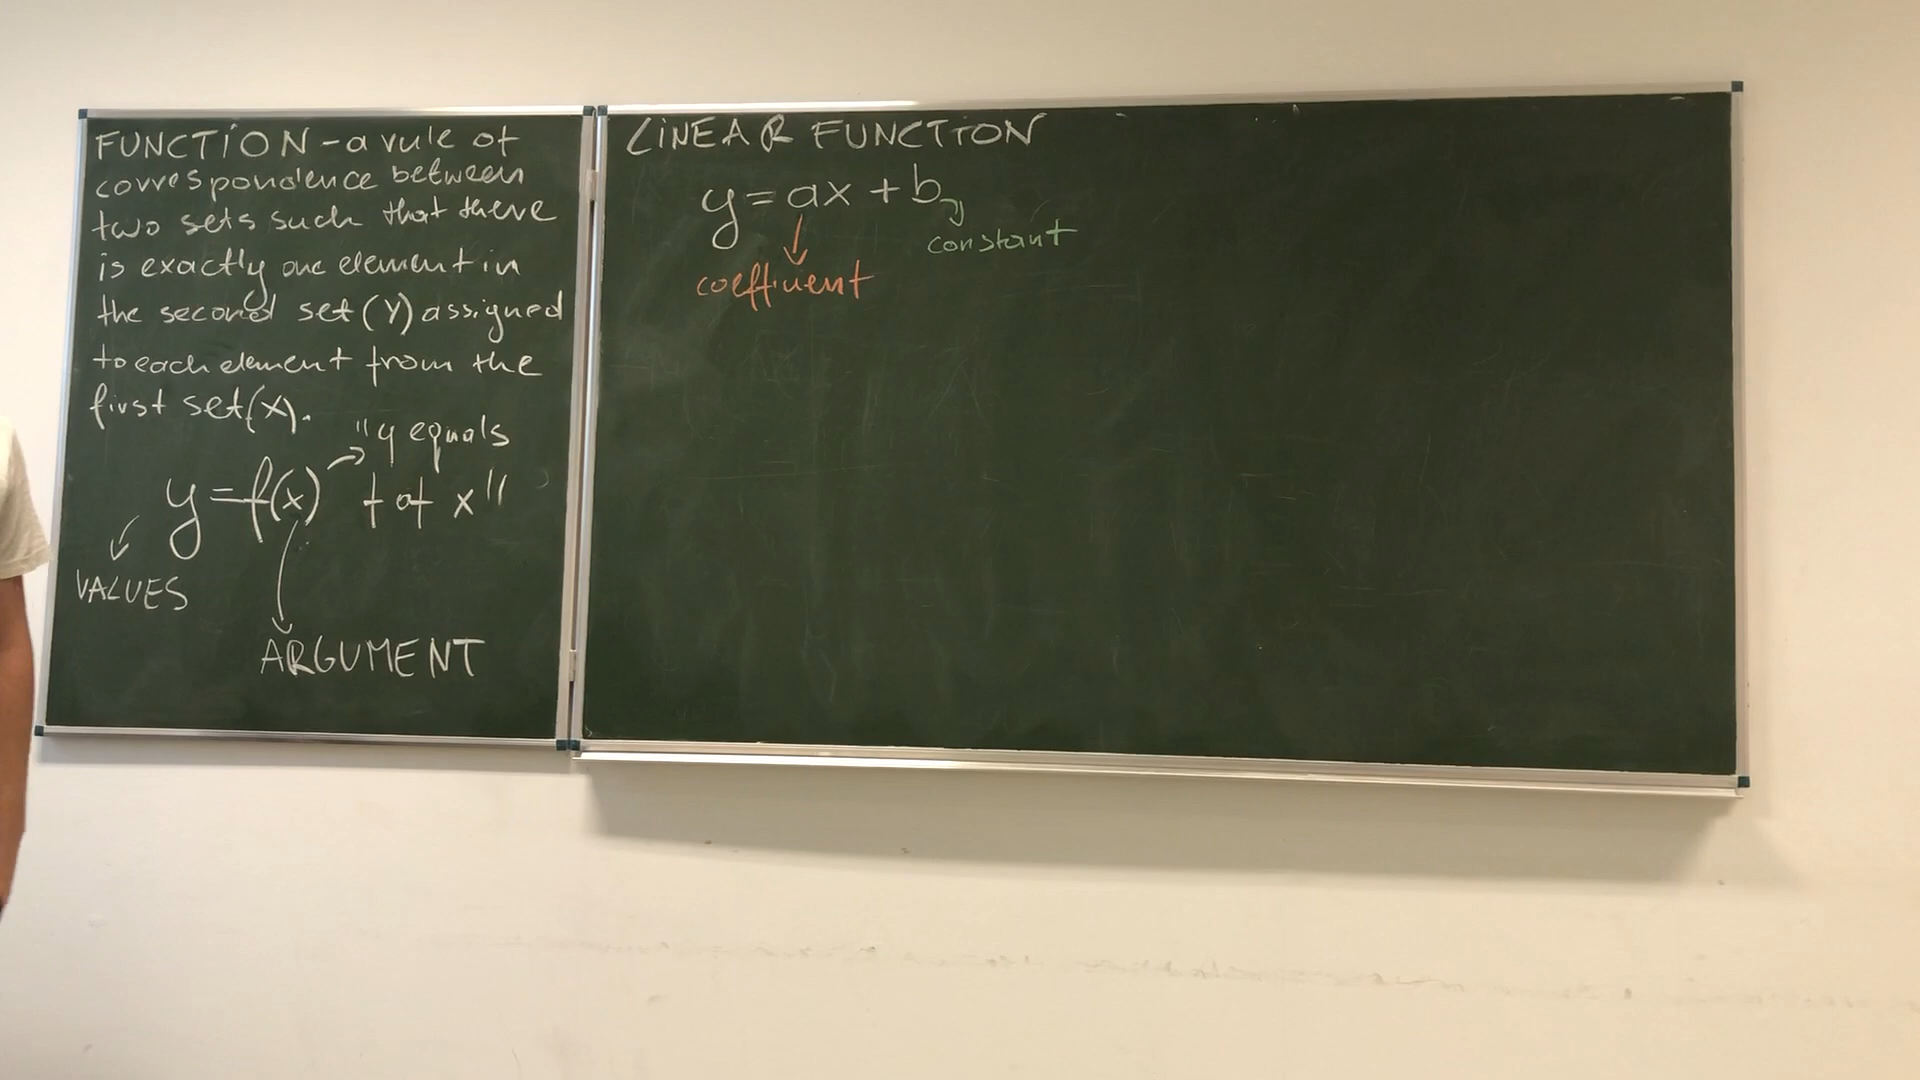 FUNCTION - a rule of
correspondence between
two sets such that there
is exactly one element in
the second set (Y) assigned
to each element from the
first set (X).
"y equals
f of x"
y = f(x)
VALUES
ARGUMENT
LINEAR FUNCTION
y = ax + b
constant
coefficient